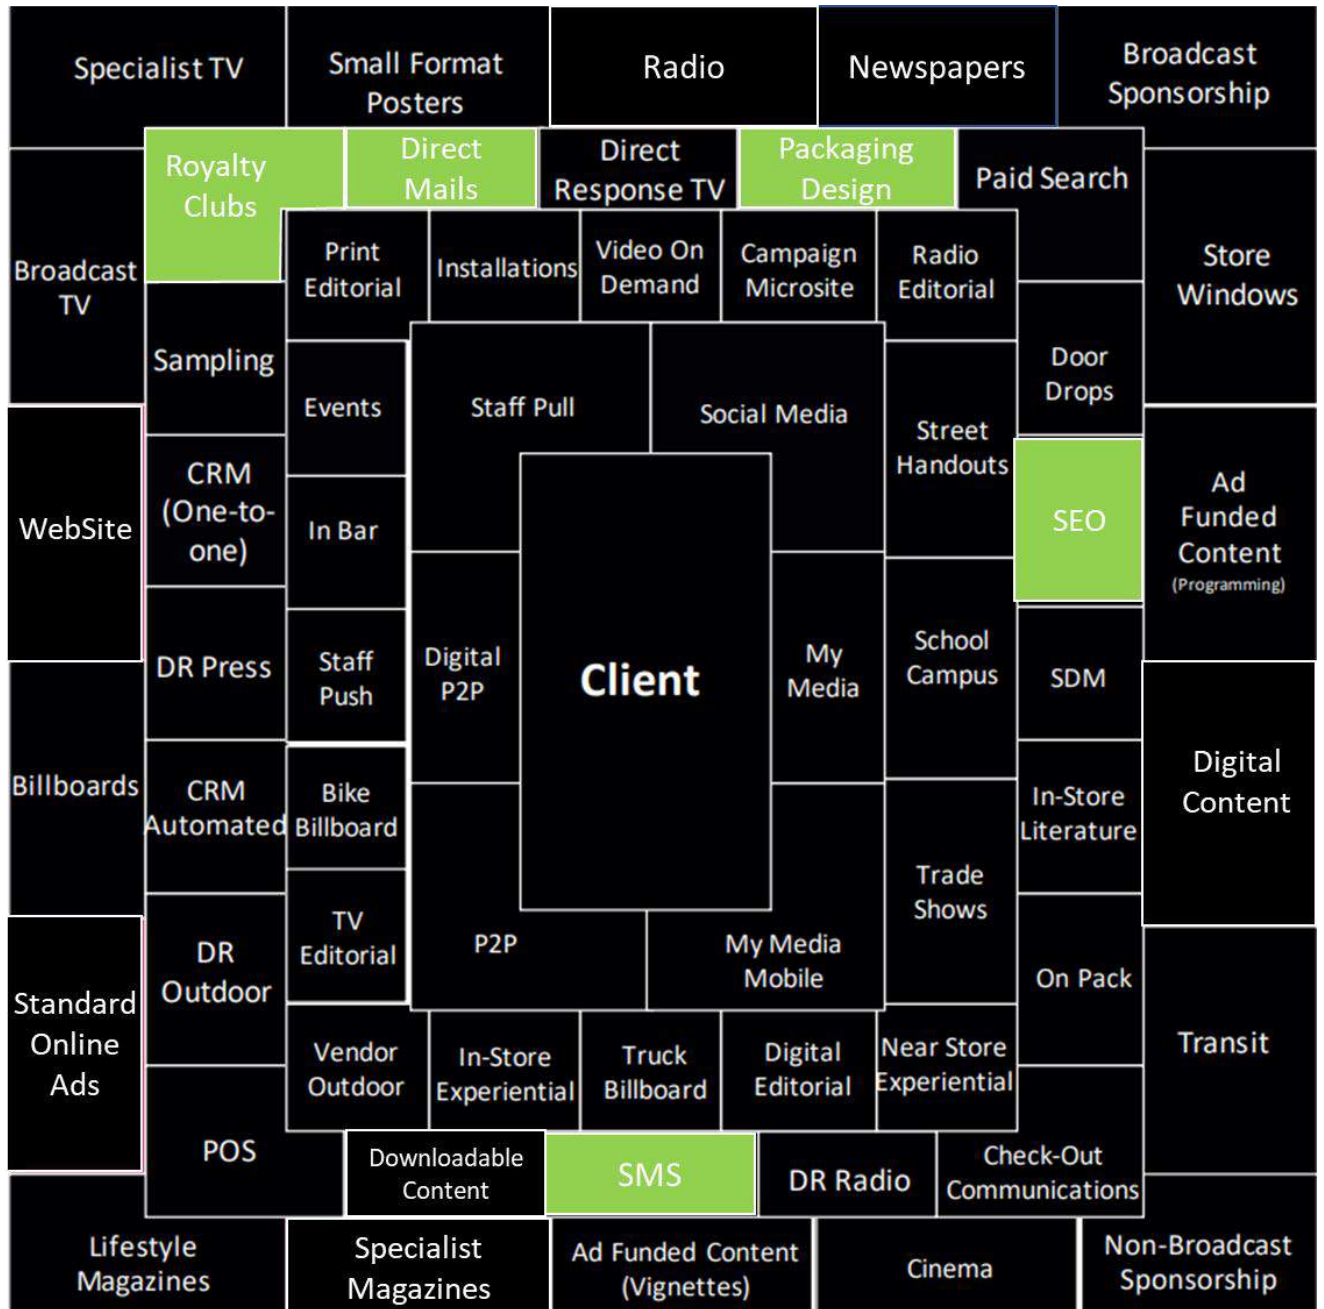 Specialist TV
Small Format
Posters
Radio
Newspapers
Broadcast
Sponsorship
Royalty
Clubs
Direct
Mails
Direct
Response TV
Packaging
Design
Paid Search
Broadcast
TV
Print
Editorial
Installations
Video On
Demand
Campaign
Microsite
Radio
Editorial
Store
Windows
Sampling
Events
Staff Pull
Social Media
Street
Handouts
Door
Drops
WebSite
CRM
(One-to-
one)
In Bar
SEO
Ad
Funded
Content
(Programming)
DR Press
Staff
Push
Digital
P2P
Client
My
Media
School
Campus
SDM
Billboards
CRM
Automated
Bike
Billboard
In-Store
Literature
Digital
Content
TV
Editorial
P2P
My Media
Mobile
Trade
Shows
Standard
Online
Ads
DR
Outdoor
On Pack
Transit
Vendor
Outdoor
In-Store
Experiential
Truck
Billboard
Digital
Editorial
Near Store
Experiential
POS
Downloadable
Content
SMS
DR Radio
Check-Out
Communications
Lifestyle
Magazines
Specialist
Magazines
Ad Funded Content
(Vignettes)
Cinema
Non-Broadcast
Sponsorship